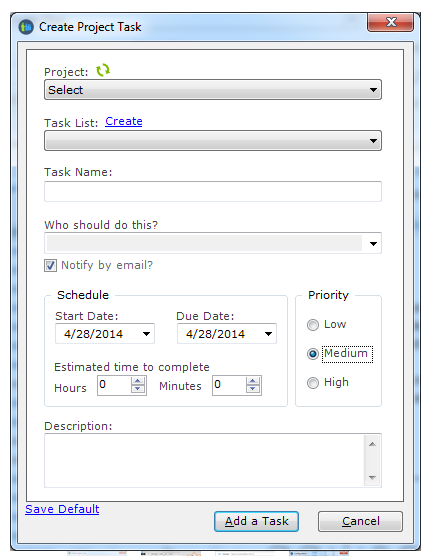 Create Project Task
Project:
Select
Task List: Create
Task Name:
Who should do this?
Notify by email?
Schedule
Start Date: Due Date:
4/28/2014 4/28/2014
Estimated time to complete
Hours 0 Minutes 0
Priority
Low
Medium
High
Description:
Save Default
Add a Task Cancel